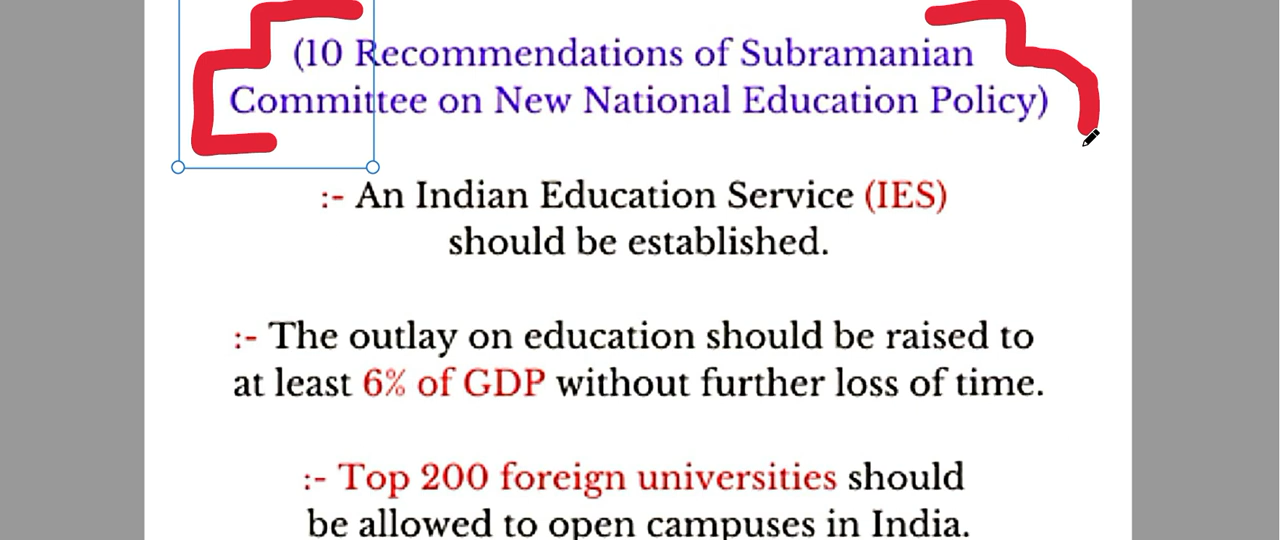 (10 Recommendations of Subramanian
Committee on New National Education Policy)
:- An Indian Education Service (IES)
should be established.
:- The outlay on education should be raised to
at least 6% of GDP without further loss of time.
:- Top 200 foreign universities should
be allowed to open campuses in India.